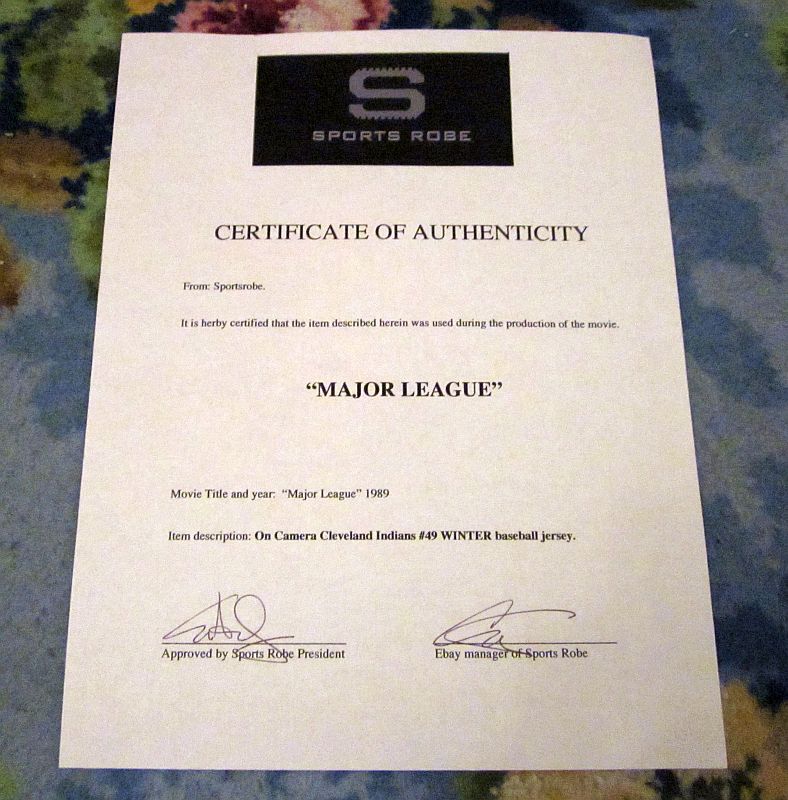 S
SPORTS ROBE
CERTIFICATE OF AUTHENTICITY
From: Sportsrobe.
It is herby certified that the item described herein was used during the production of the movie.
“MAJOR LEAGUE”
Movie Title and year: “Major League” 1989
Item description: On Camera Cleveland Indians #49 WINTER baseball jersey.
Approved by Sports Robe President
Ebay manager of Sports Robe